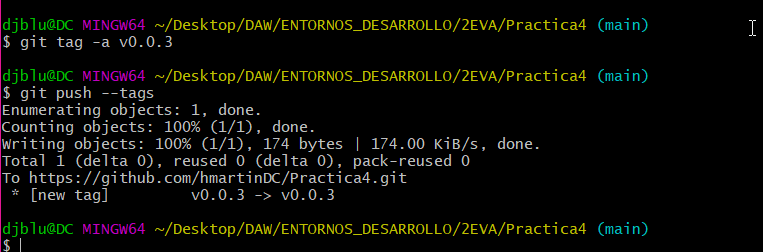 djblu@DC MINGW64 ~/Desktop/DAW/ENTORNOS_DESARROLLO/2EVA/Practica4 (main)
$ git tag -a v0.0.3
djblu@DC MINGW64 ~/Desktop/DAW/ENTORNOS_DESARROLLO/2EVA/Practica4 (main)
$ git push --tags
Enumerating objects: 1, done.
Counting objects: 100% (1/1), done.
Writing objects: 100% (1/1), 174 bytes | 174.00 KiB/s, done.
Total 1 (delta 0), reused 0 (delta 0), pack-reused 0
To https://github.com/hmartinDC/Practica4.git
 * [new tag]         v0.0.3 -> v0.0.3
djblu@DC MINGW64 ~/Desktop/DAW/ENTORNOS_DESARROLLO/2EVA/Practica4 (main)
$